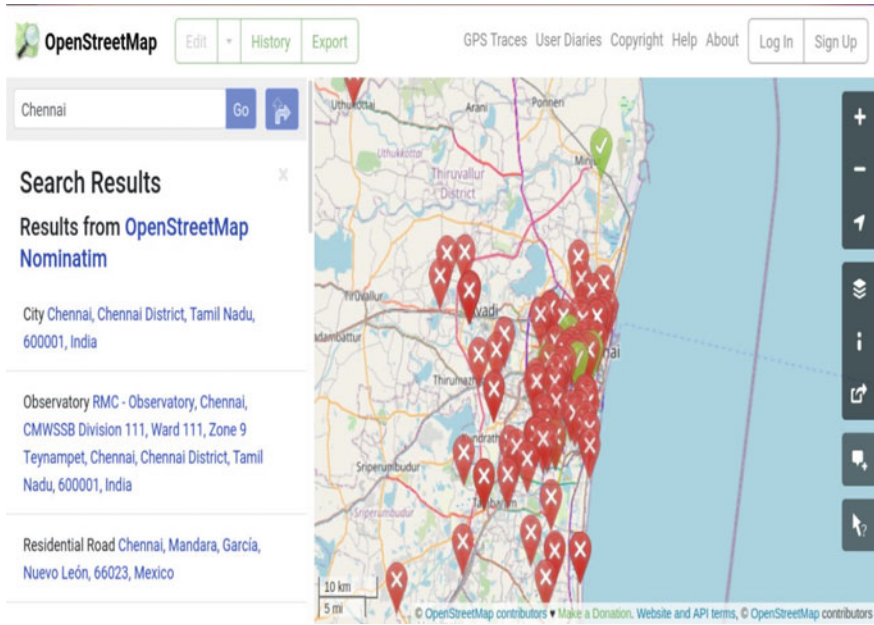 OpenStreetMap
Edit
History
Export
GPS Traces User Diaries Copyright Help About
Log In
Sign Up
Chennai
Go
Search Results
x
Results from OpenStreetMap
Nominatim
City Chennai, Chennai District, Tamil Nadu,
600001, India
Observatory RMC - Observatory, Chennai,
CMWSSB Division 111, Ward 111, Zone 9
Teynampet, Chennai, Chennai District, Tamil
Nadu, 600001, India
Residential Road Chennai, Mandara, García,
Nuevo León, 66023, Mexico
Arani
Ponneri
Uthukkottai
Minjur
Thiruvallur
District
Tiruvallur
Sriperumbudur
Sriperumbudur
Tambaram
10 km
5 mi
© OpenStreetMap contributors ♥ Make a Donation. Website and API terms, © OpenStreetMap contributors